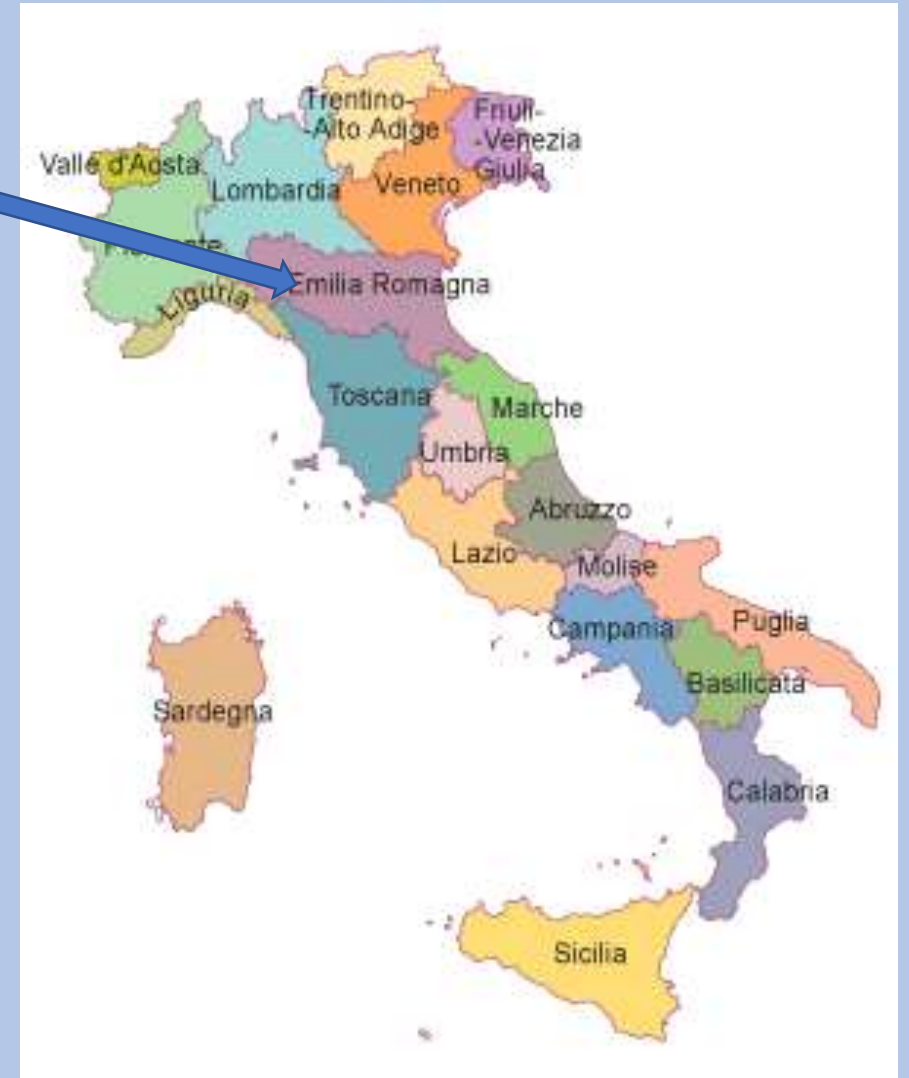 Trentino-
-Alto Adige
Friuli-
-Venezia
Giulia
Valle d'Aosta
Lombardia
Veneto
Emilia Romagna
Liguria
Toscana
Marche
Umbria
Abruzzo
Lazio
Molise
Campania
Puglia
Basilicata
Sardegna
Calabria
Sicilia